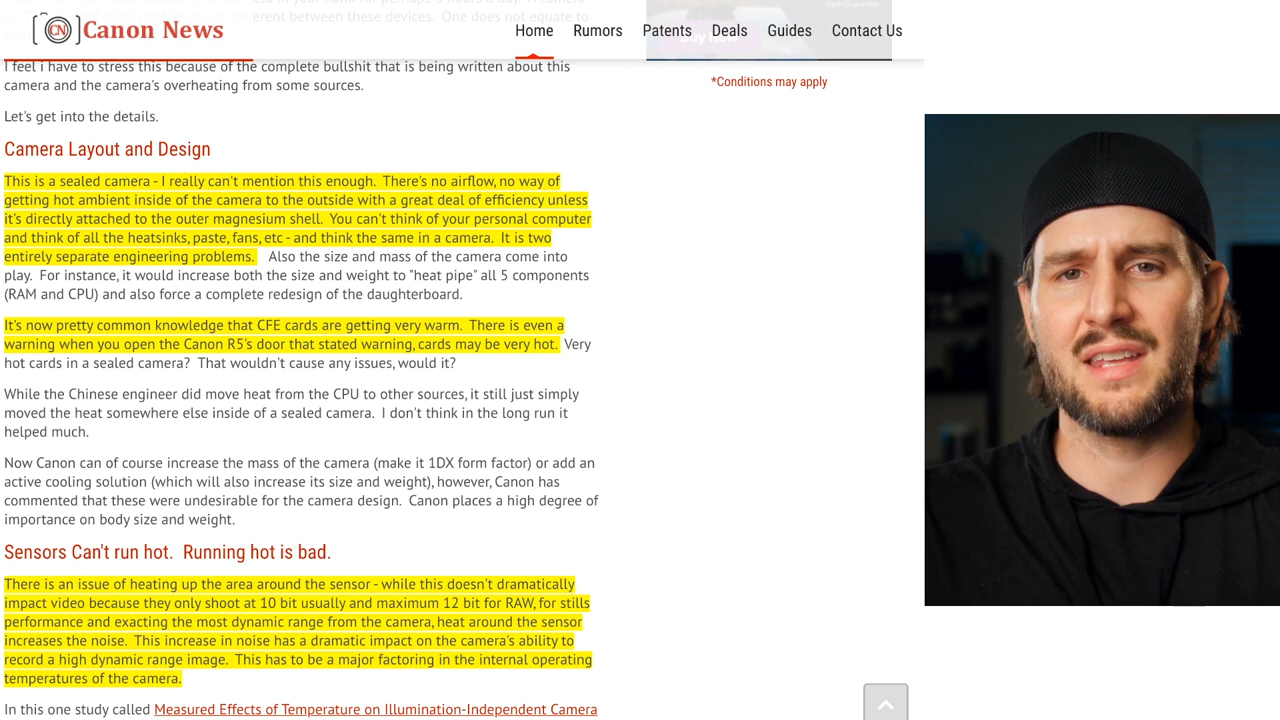 Canon News
Home Rumors Patents Deals Guides Contact Us
*Conditions may apply
I feel I have to stress this because of the complete bullshit that is being written about this
camera and the camera's overheating from some sources.
Let's get into the details.
Camera Layout and Design
This is a sealed camera - I really can't mention this enough. There's no airflow, no way of
getting hot ambient inside of the camera to the outside with a great deal of efficiency unless
it's directly attached to the outer magnesium shell. You can't think of your personal computer
and think of all the heatsinks, paste, fans, etc - and think the same in a camera. It is two
entirely separate engineering problems. Also the size and mass of the camera come into
play. For instance, it would increase both the size and weight to "heat pipe" all 5 components
(RAM and CPU) and also force a complete redesign of the daughterboard.
It's now pretty common knowledge that CFE cards are getting very warm. There is even a
warning when you open the Canon R5's door that stated warning, cards may be very hot. Very
hot cards in a sealed camera? That wouldn't cause any issues, would it?
While the Chinese engineer did move heat from the CPU to other sources, it still just simply
moved the heat somewhere else inside of a sealed camera. I don't think in the long run it
helped much.
Now Canon can of course increase the mass of the camera (make it 1DX form factor) or add an
active cooling solution (which will also increase its size and weight), however, Canon has
commented that these were undesirable for the camera design. Canon places a high degree of
importance on body size and weight.
Sensors Can't run hot. Running hot is bad.
There is an issue of heating up the area around the sensor - while this doesn't dramatically
impact video because they only shoot at 10 bit usually and maximum 12 bit for RAW, for stills
performance and exacting the most dynamic range from the camera, heat around the sensor
increases the noise. This increase in noise has a dramatic impact on the camera's ability to
record a high dynamic range image. This has to be a major factoring in the internal operating
temperatures of the camera.
In this one study called Measured Effects of Temperature on Illumination-Independent Camera